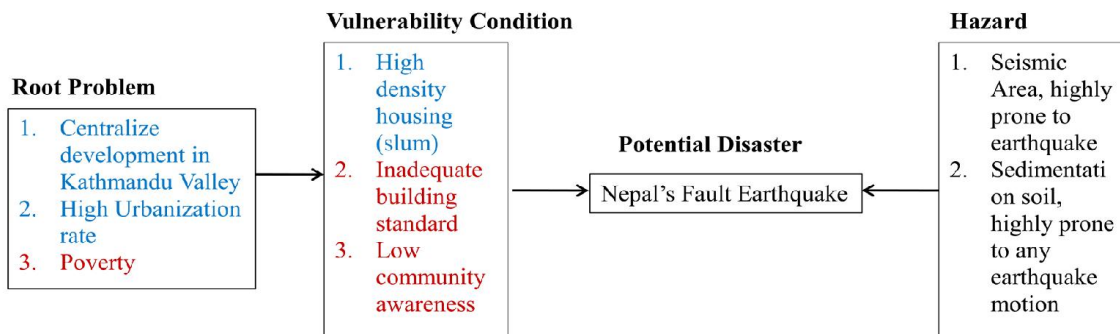 Root Problem
1. Centralize
development in
Kathmandu Valley
2. High Urbanization
rate
3. Poverty
Vulnerability Condition
1. High
density
housing
(slum)
2. Inadequate
building
standard
3. Low
community
awareness
Potential Disaster
Nepal's Fault Earthquake
Hazard
1. Seismic
Area, highly
prone to
earthquake
2. Sedimentati
on soil,
highly prone
to any
earthquake
motion